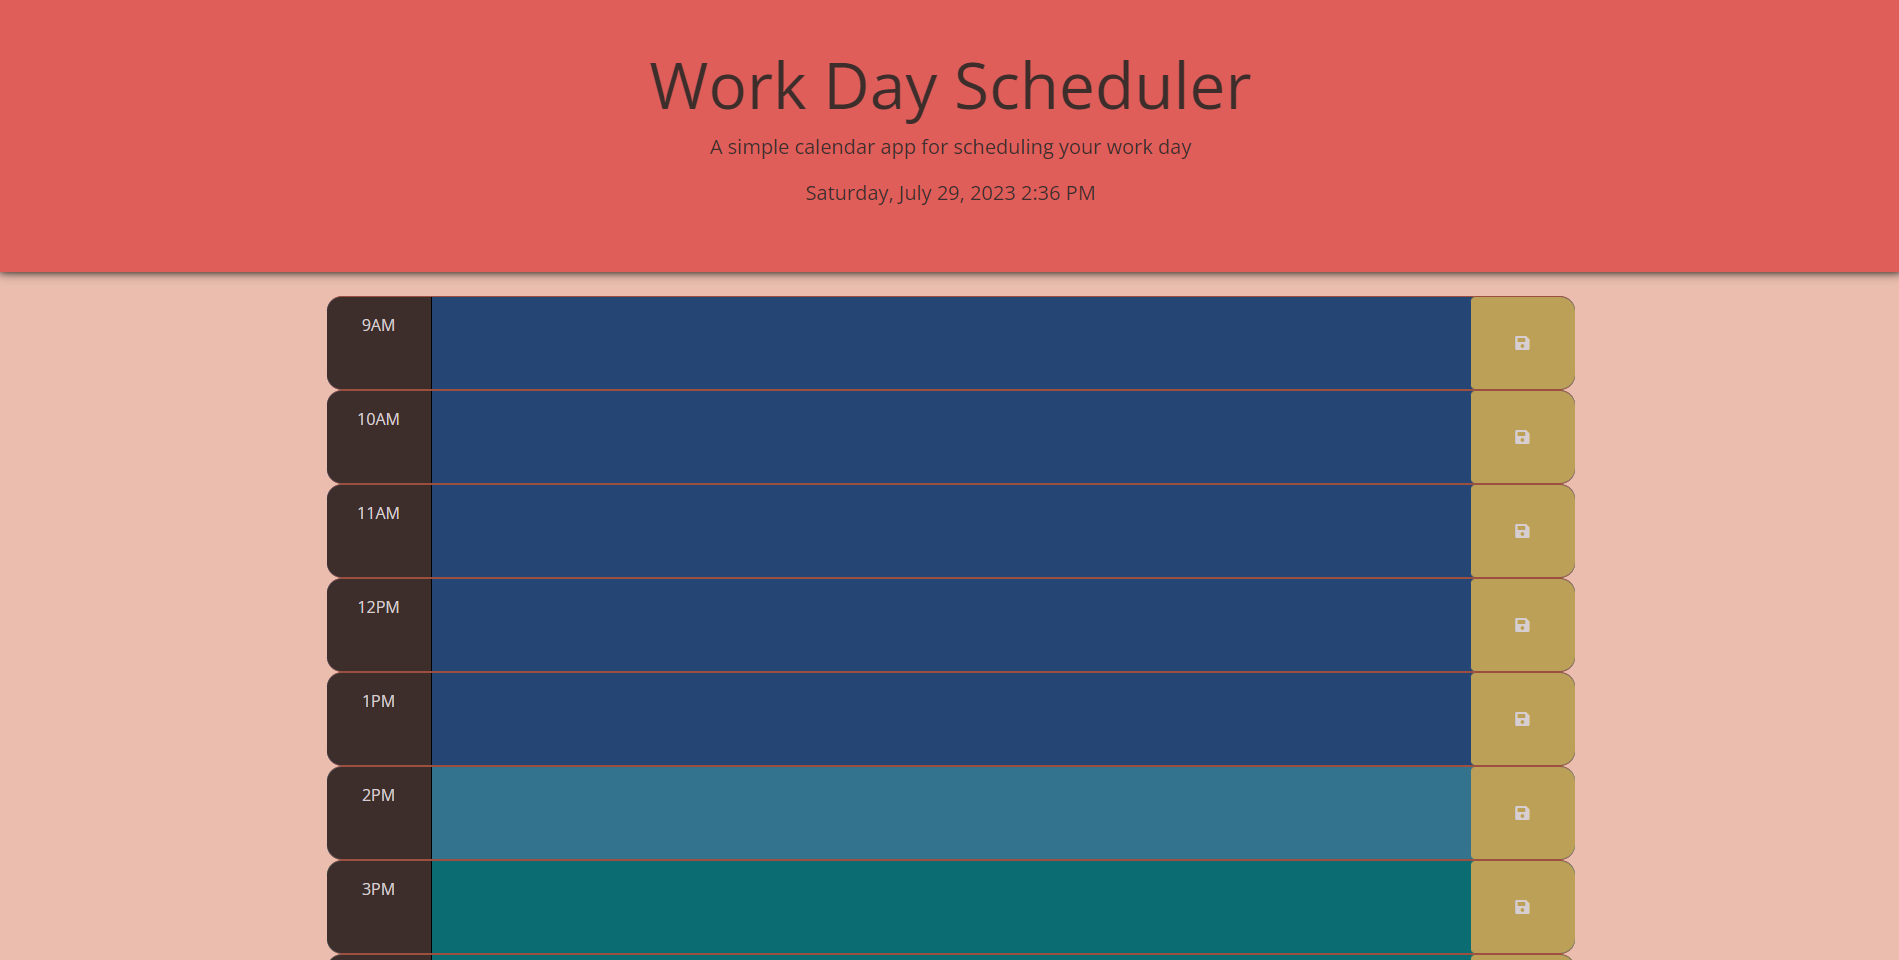 Work Day Scheduler
A simple calendar app for scheduling your work day
Saturday, July 29, 2023 2:36 PM
9AM
10AM
11AM
12PM
1PM
2PM
3PM